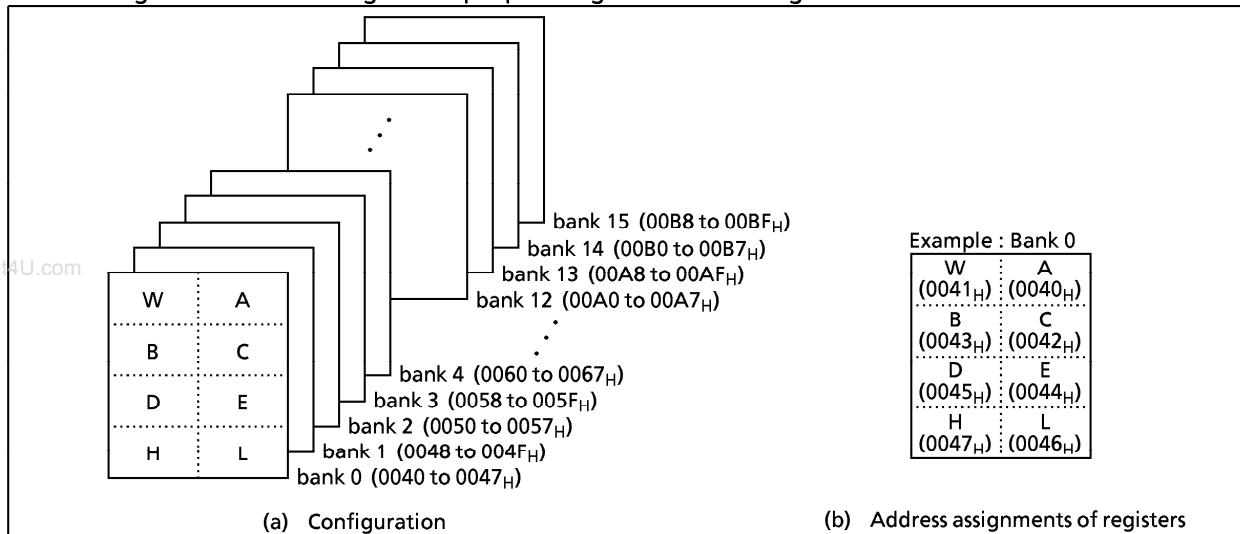 bank 15 (00B8 to 00BFH)
bank 14 (00B0 to 00B7H)
bank 13 (00A8 to 00AFH)
bank 12 (00A0 to 00A7H)
bank 4 (0060 to 0067H)
bank 3 (0058 to 005FH)
bank 2 (0050 to 0057H)
bank 1 (0048 to 004FH)
bank 0 (0040 to 0047H)
W A
B C
D E
H L
(a) Configuration
Example : Bank 0
W A
(0041H) (0040H)
B C
(0043H) (0042H)
D E
(0045H) (0044H)
H L
(0047H) (0046H)
(b) Address assignments of registers
t4U.com